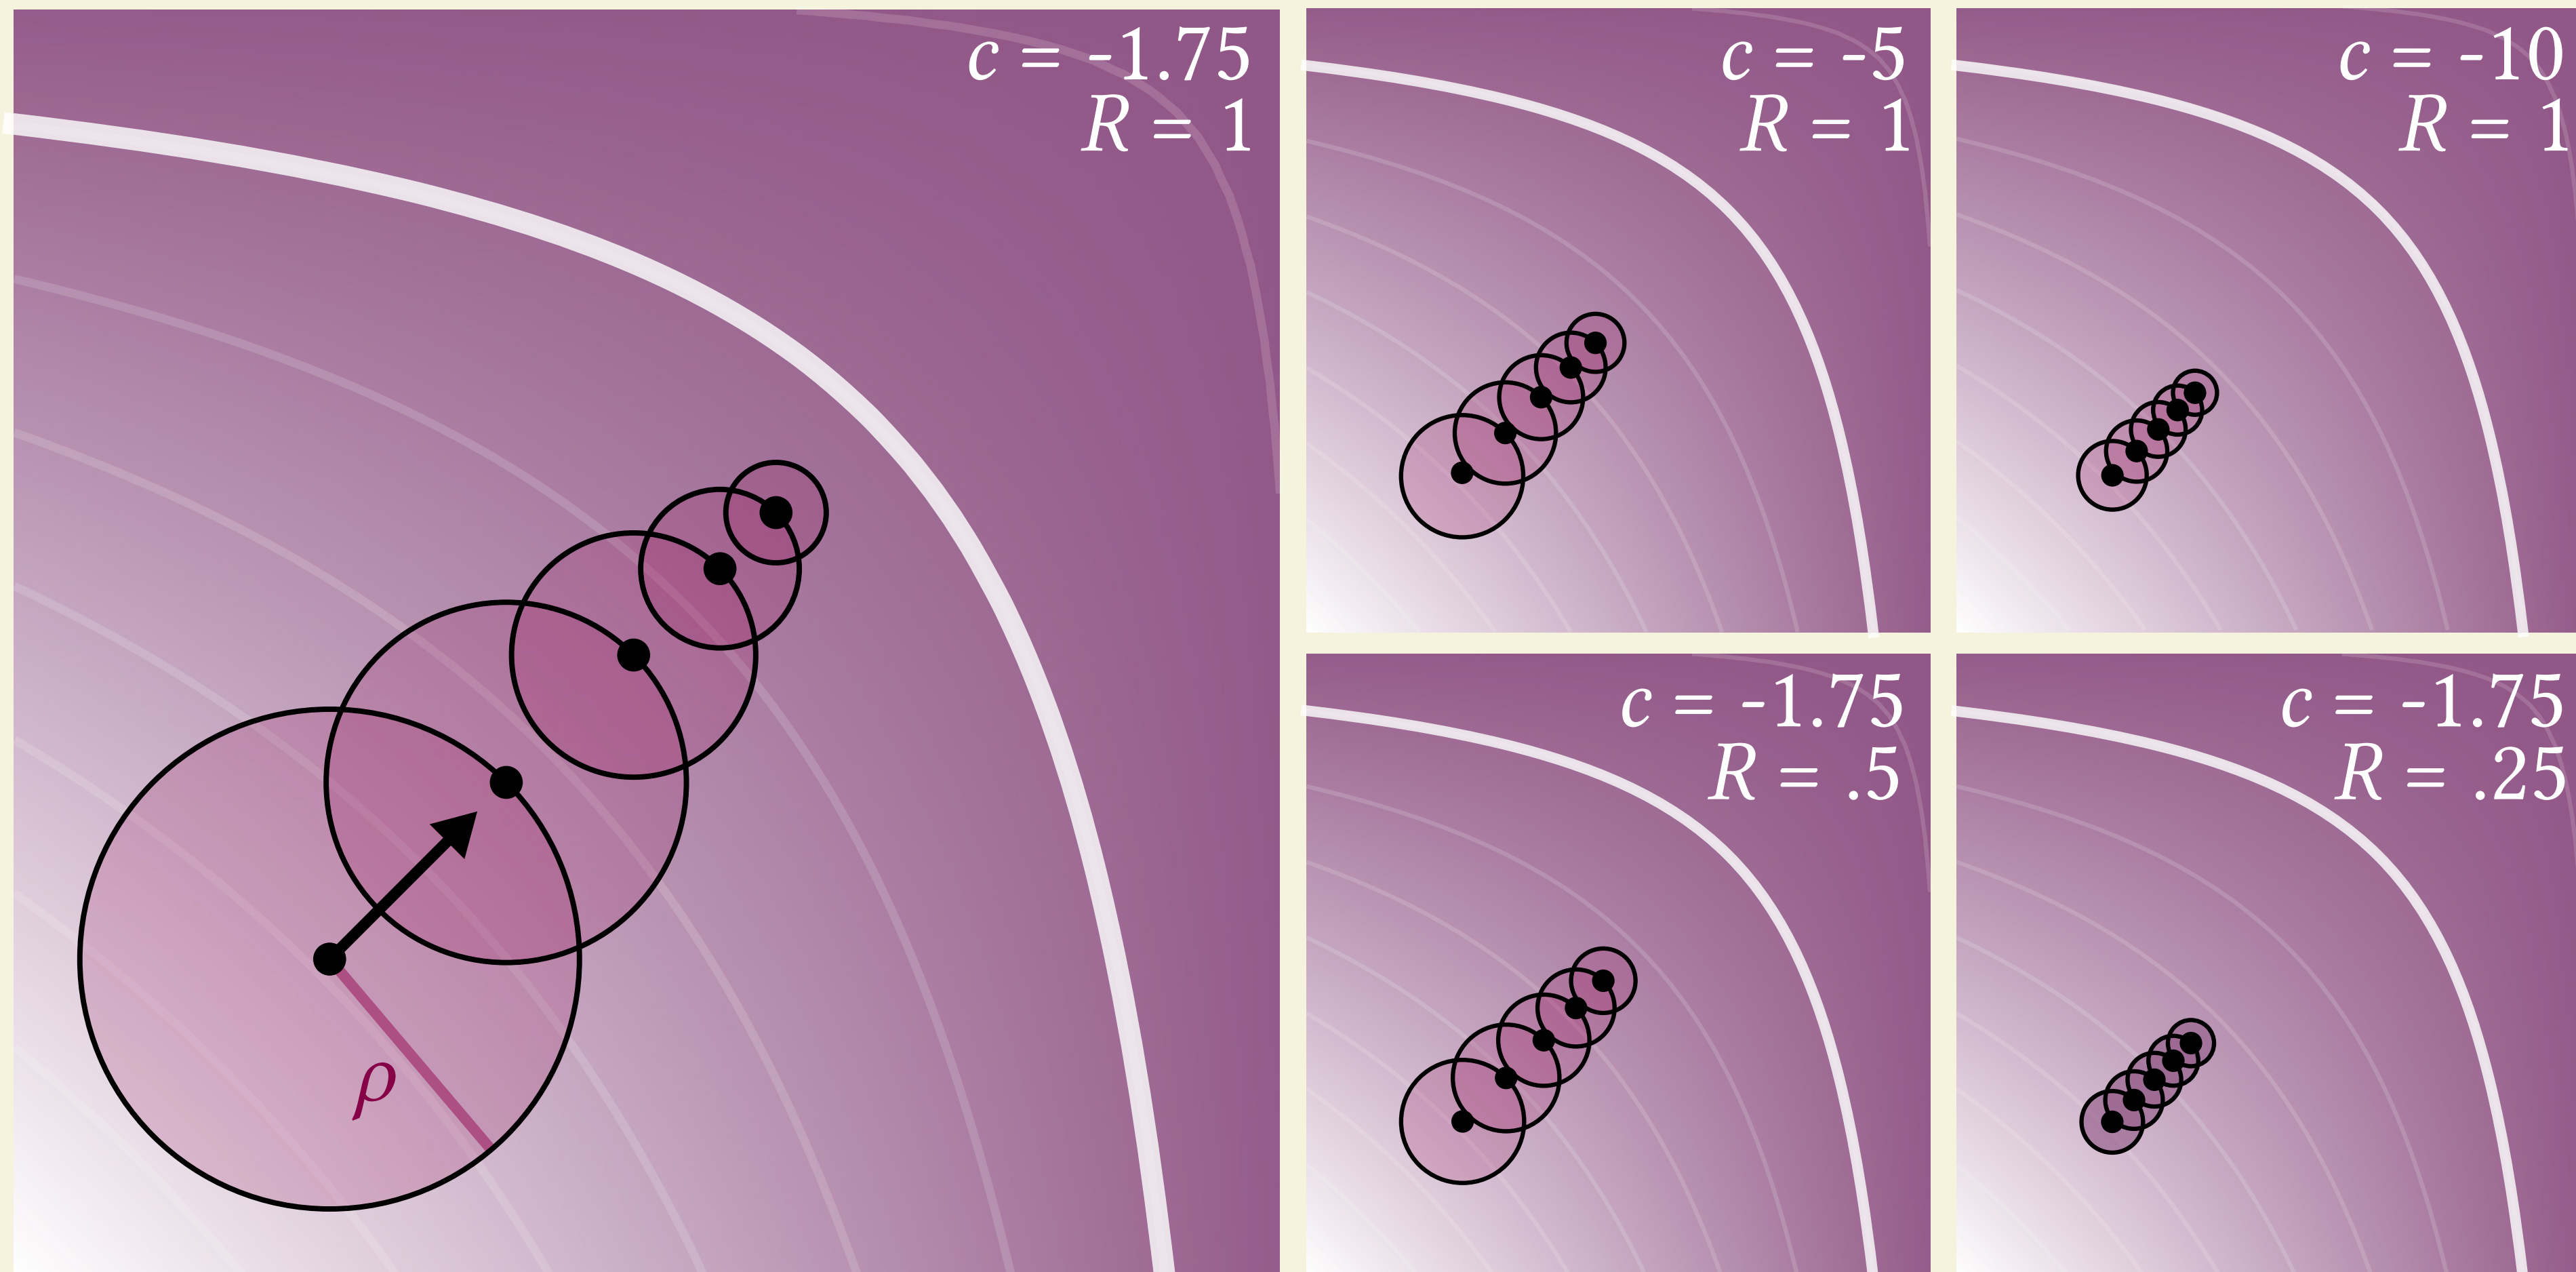 c = -1.75
R = 1
ρ
c = -5
R = 1
c = -10
R = 1
c = -1.75
R = .5
c = -1.75
R = .25